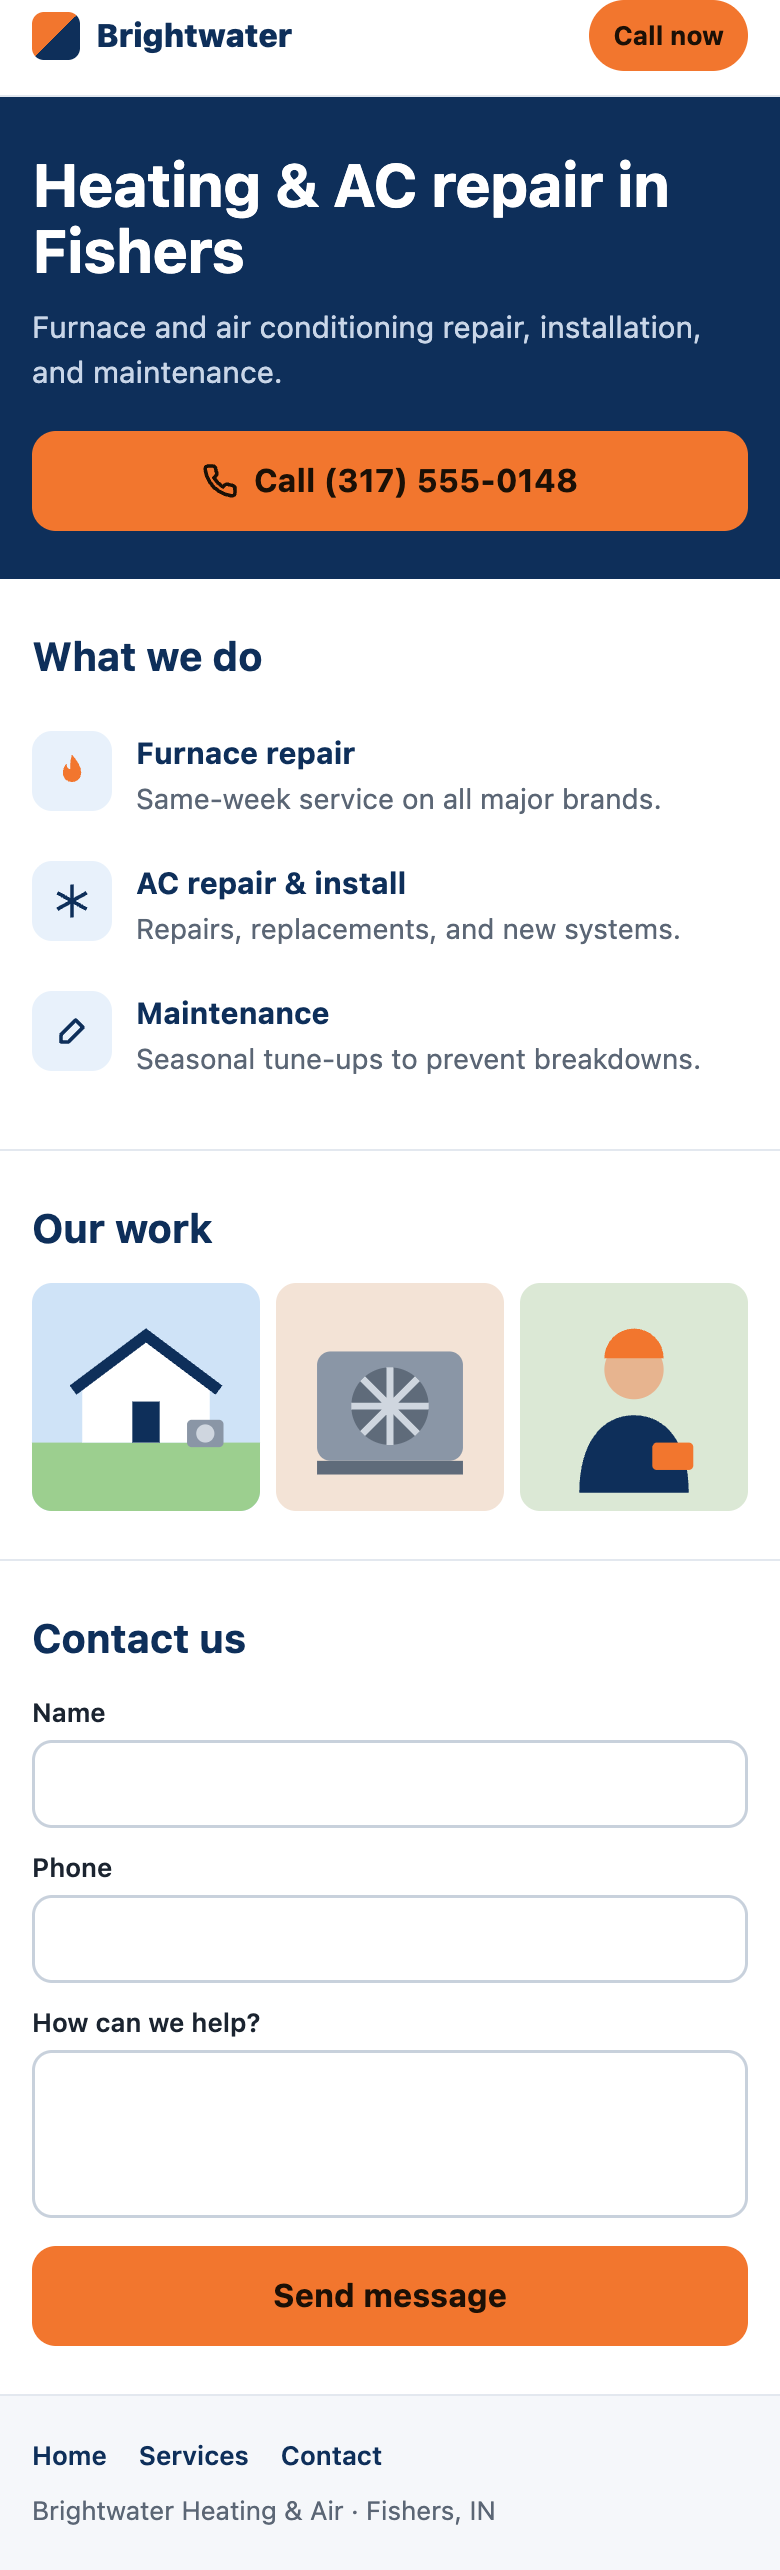 Brightwater
Call now
Heating & AC repair in
Fishers
Furnace and air conditioning repair, installation,
and maintenance.
Call (317) 555-0148
What we do
Furnace repair
Same-week service on all major brands.
AC repair & install
Repairs, replacements, and new systems.
Maintenance
Seasonal tune-ups to prevent breakdowns.
Our work
Contact us
Name
Phone
How can we help?
Send message
Home Services Contact
Brightwater Heating & Air · Fishers, IN